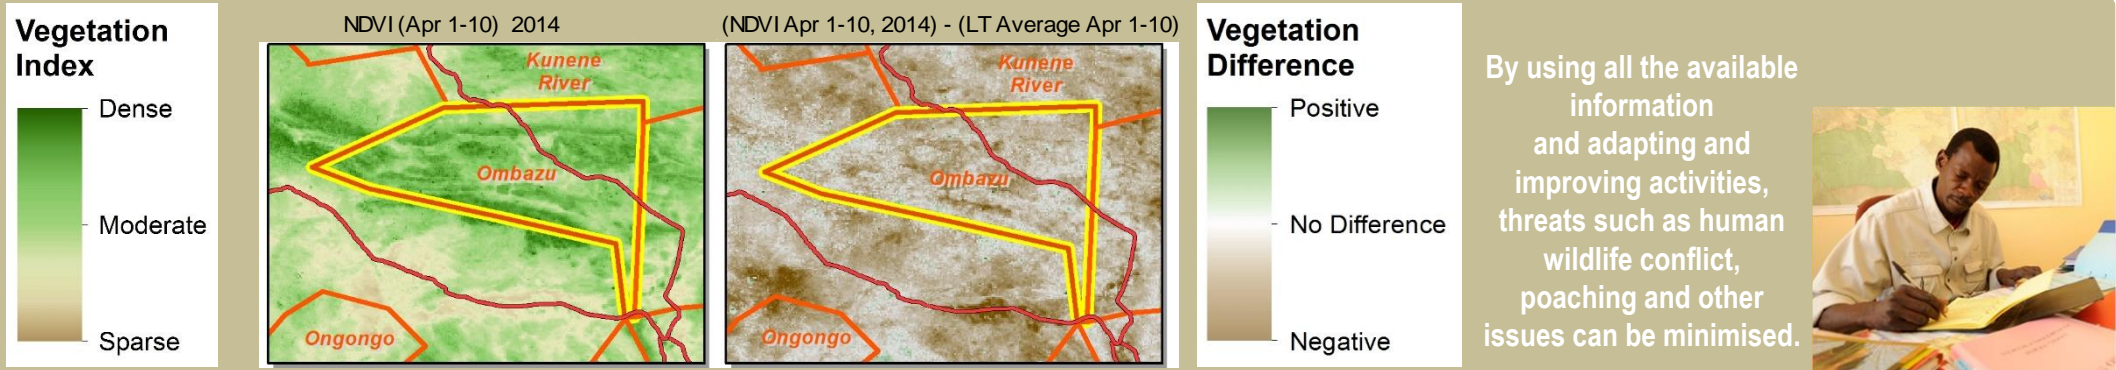 Vegetation
Index
Dense
Moderate
Sparse
NDVI (Apr 1-10) 2014
Kunene
River
Ombazu
Ongongo
(NDVI Apr 1-10, 2014) - (LT Average Apr 1-10)
Kunene
River
Ombazu
Ongongo
Vegetation
Difference
Positive
No Difference
Negative
By using all the available
information
and adapting and
improving activities,
threats such as human
wildlife conflict,
poaching and other
issues can be minimised.